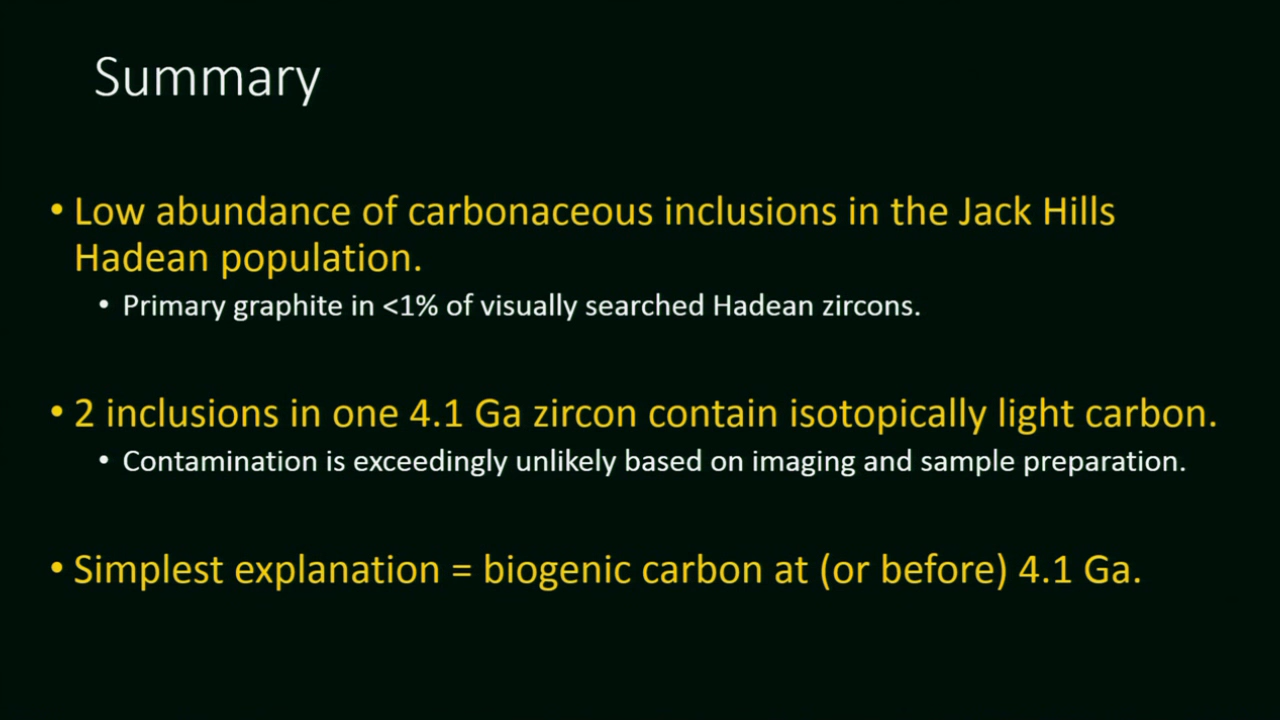 Summary
• Low abundance of carbonaceous inclusions in the Jack Hills
Hadean population.
• Primary graphite in <1% of visually searched Hadean zircons.
• 2 inclusions in one 4.1 Ga zircon contain isotopically light carbon.
• Contamination is exceedingly unlikely based on imaging and sample preparation.
• Simplest explanation = biogenic carbon at (or before) 4.1 Ga.